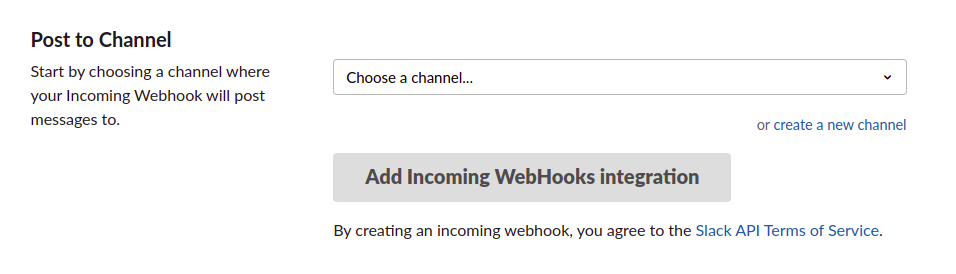 Post to Channel
Start by choosing a channel where
your Incoming Webhook will post
messages to.
Choose a channel...
or create a new channel
Add Incoming WebHooks integration
By creating an incoming webhook, you agree to the Slack API Terms of Service.